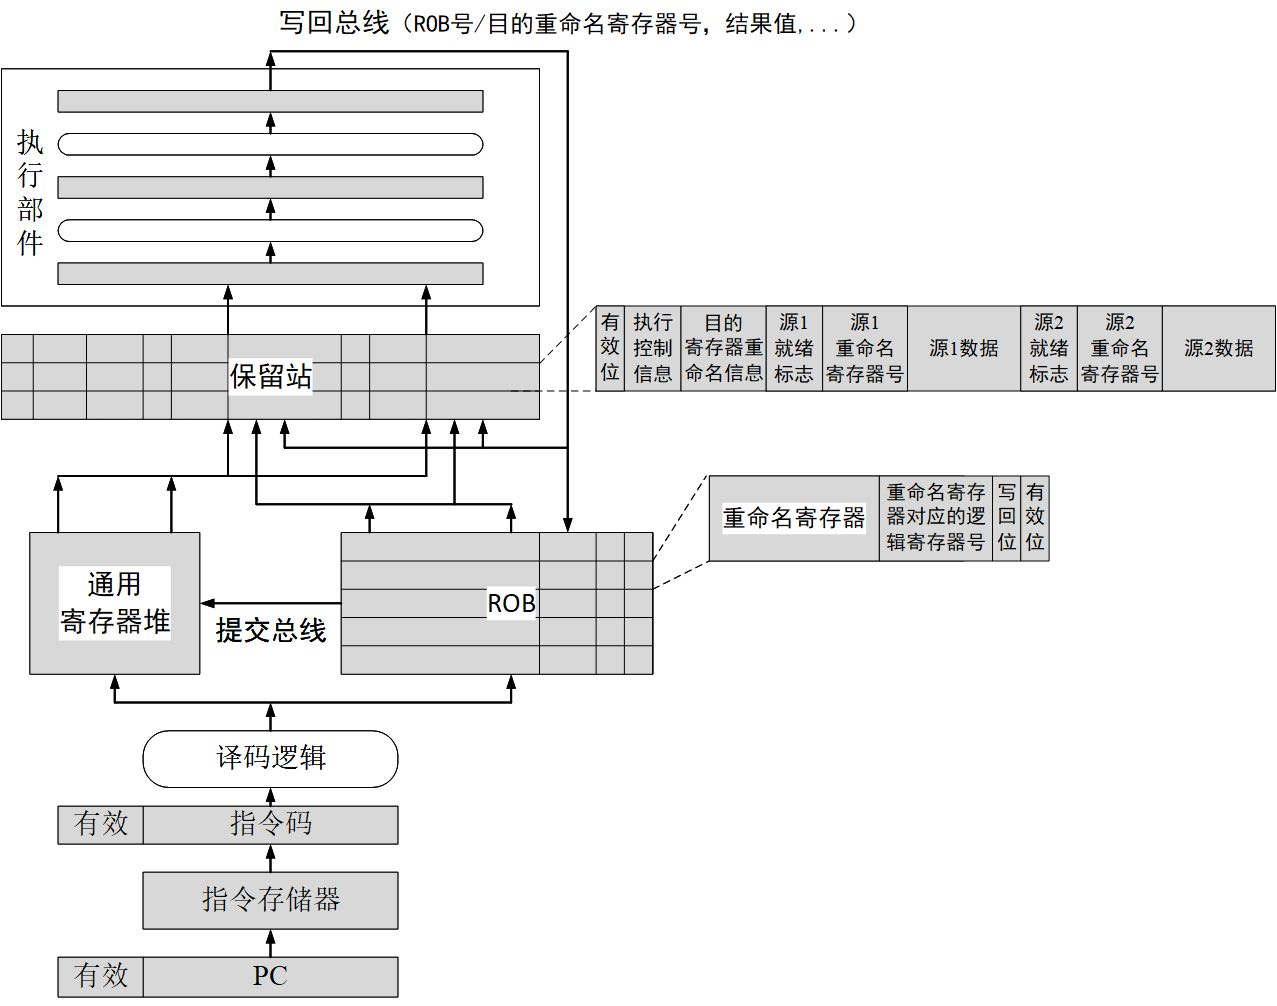 写回总线（ROB号/目的重命名寄存器号，结果值,...）
执
行
部
件
保留站
有
效
位
执行
控制
信息
目的
寄存器重
命名信息
源1
就绪
标志
源1
重命名
寄存器号
源1数据
源2
就绪
标志
源2
重命名
寄存器号
源2数据
重命名寄存器
重命名寄存
器对应的逻
辑寄存器号
写
回
位
有
效
位
通用
寄存器堆
提交总线
ROB
译码逻辑
有效
指令码
指令存储器
有效
PC